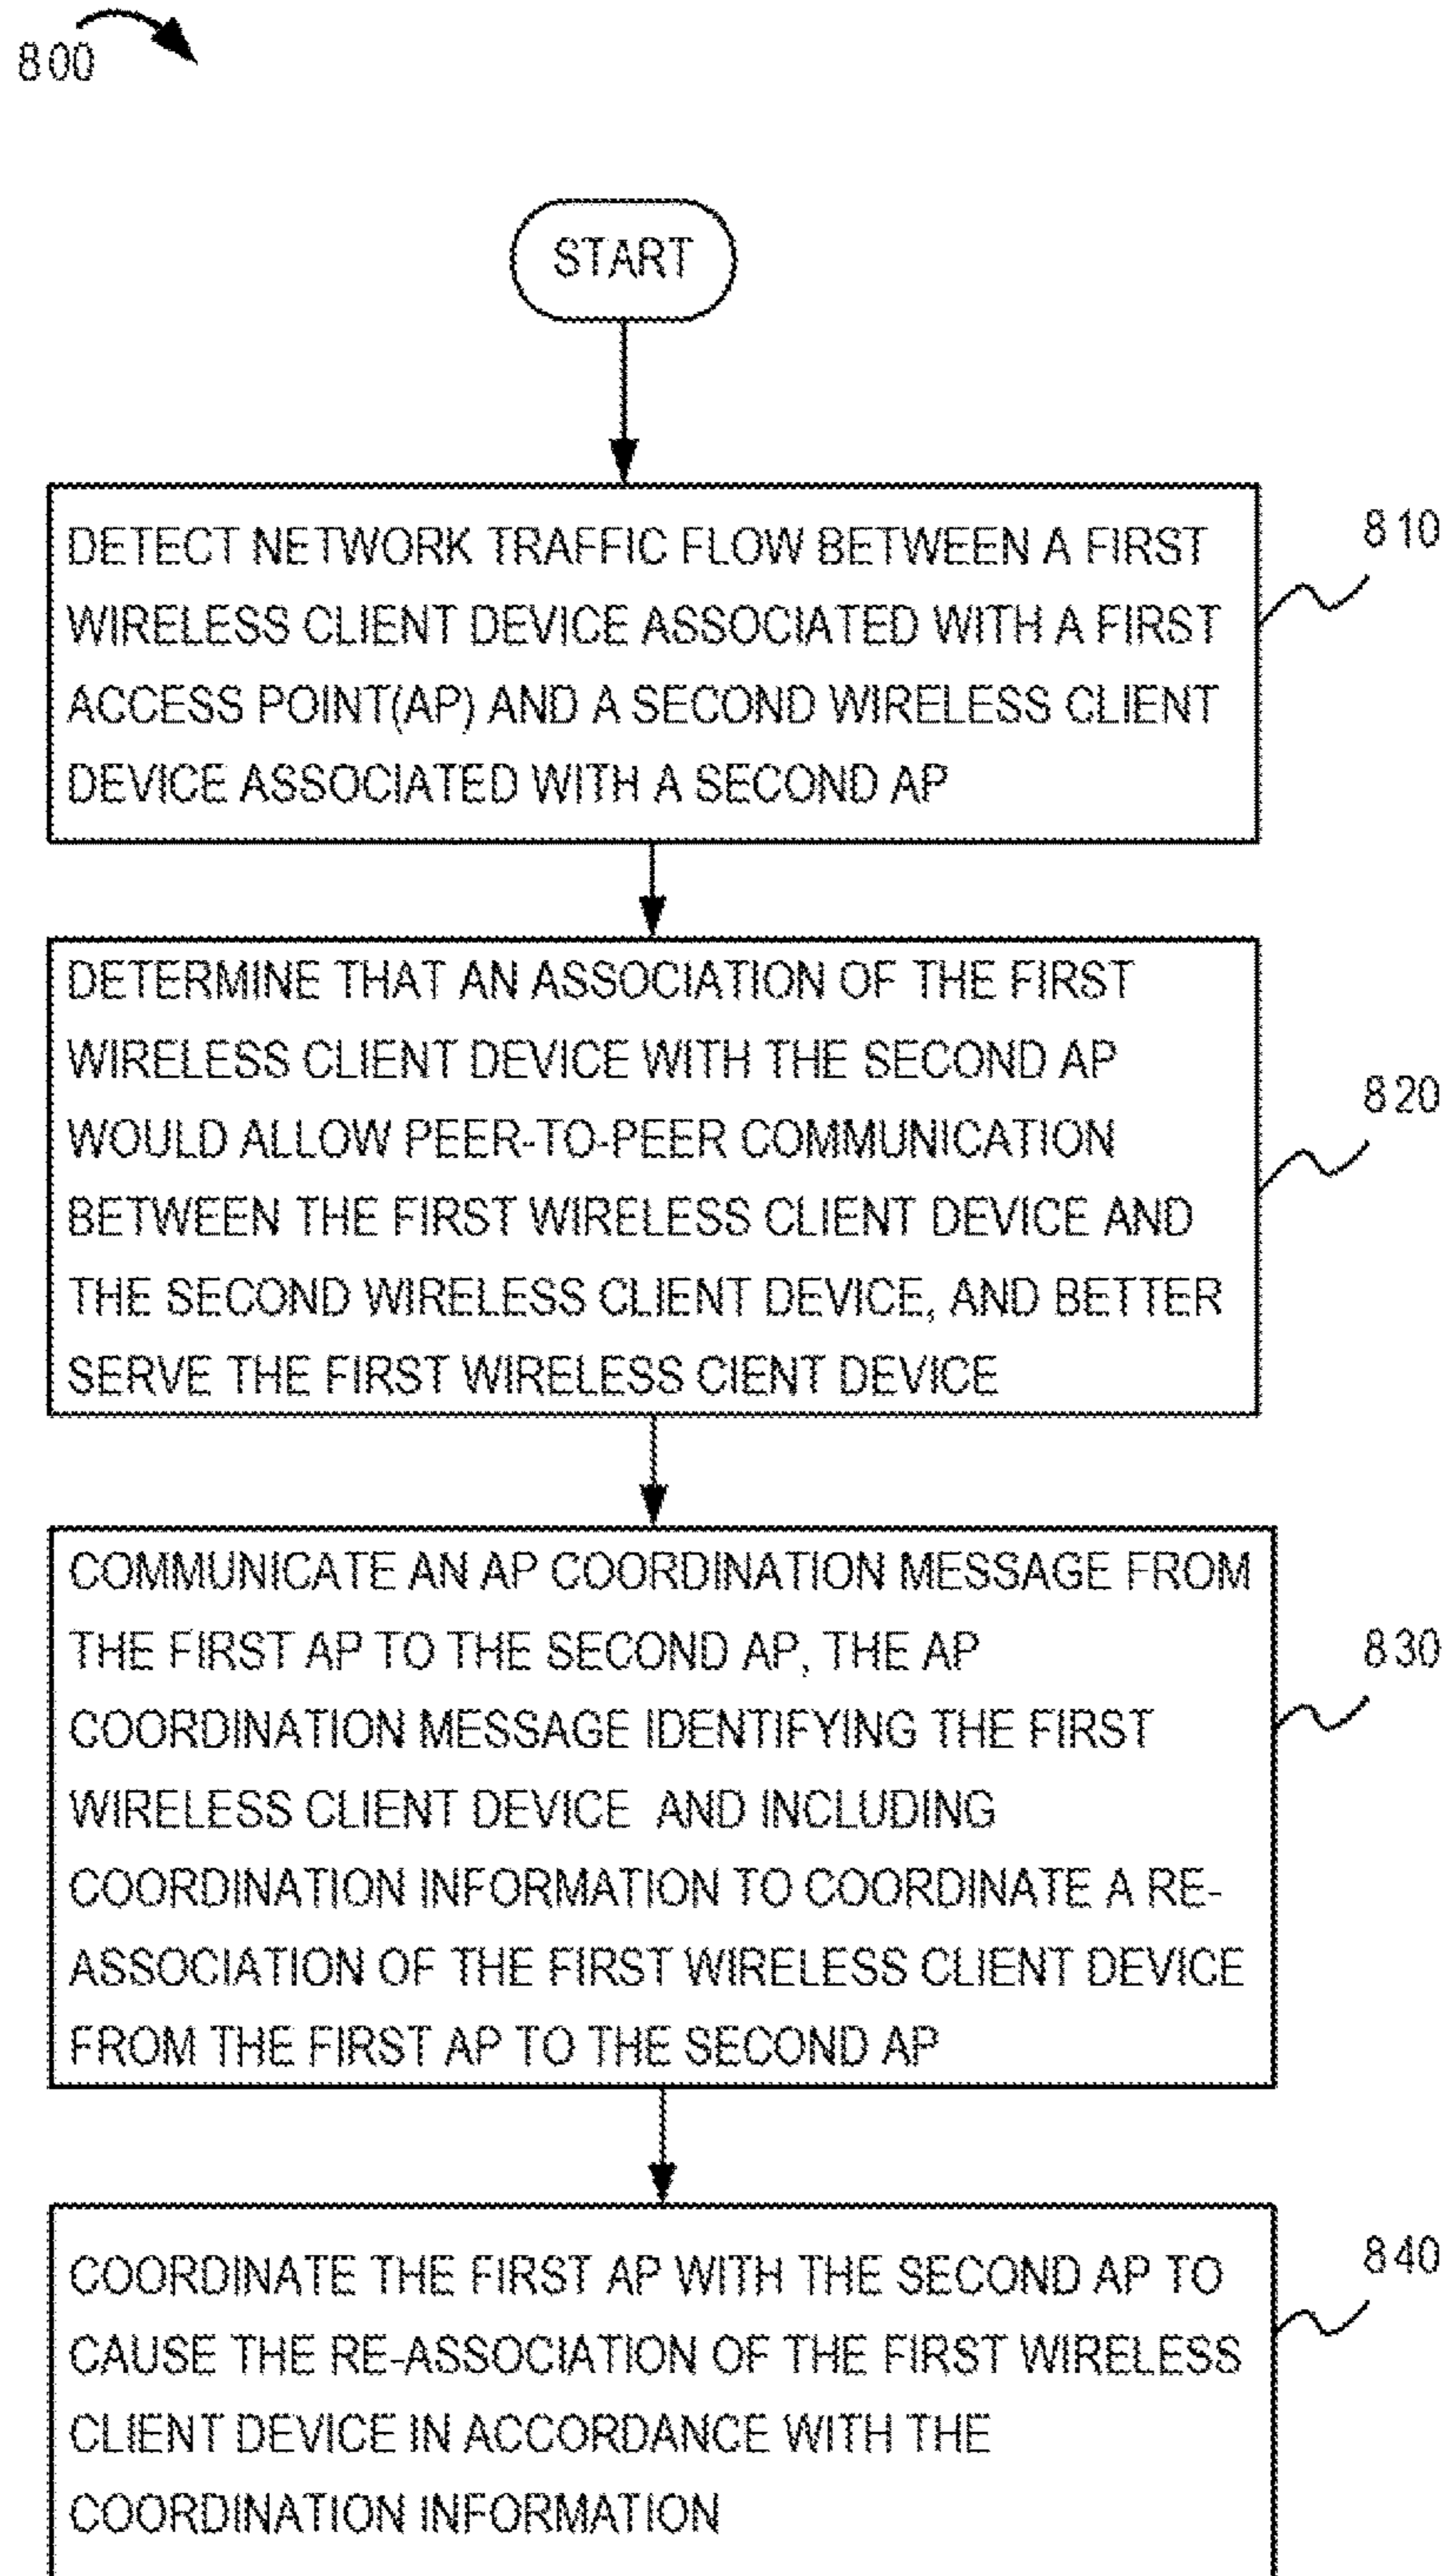 800
START
DETECT NETWORK TRAFFIC FLOW BETWEEN A FIRST
WIRELESS CLIENT DEVICE ASSOCIATED WITH A FIRST
ACCESS POINT(AP) AND A SECOND WIRELESS CLIENT
DEVICE ASSOCIATED WITH A SECOND AP
810
DETERMINE THAT AN ASSOCIATION OF THE FIRST
WIRELESS CLIENT DEVICE WITH THE SECOND AP
WOULD ALLOW PEER-TO-PEER COMMUNICATION
BETWEEN THE FIRST WIRELESS CLIENT DEVICE AND
THE SECOND WIRELESS CLIENT DEVICE, AND BETTER
SERVE THE FIRST WIRELESS CIENT DEVICE
820
COMMUNICATE AN AP COORDINATION MESSAGE FROM
THE FIRST AP TO THE SECOND AP, THE AP
COORDINATION MESSAGE IDENTIFYING THE FIRST
WIRELESS CLIENT DEVICE AND INCLUDING
COORDINATION INFORMATION TO COORDINATE A RE-
ASSOCIATION OF THE FIRST WIRELESS CLIENT DEVICE
FROM THE FIRST AP TO THE SECOND AP
830
COORDINATE THE FIRST AP WITH THE SECOND AP TO
CAUSE THE RE-ASSOCIATION OF THE FIRST WIRELESS
CLIENT DEVICE IN ACCORDANCE WITH THE
COORDINATION INFORMATION
840